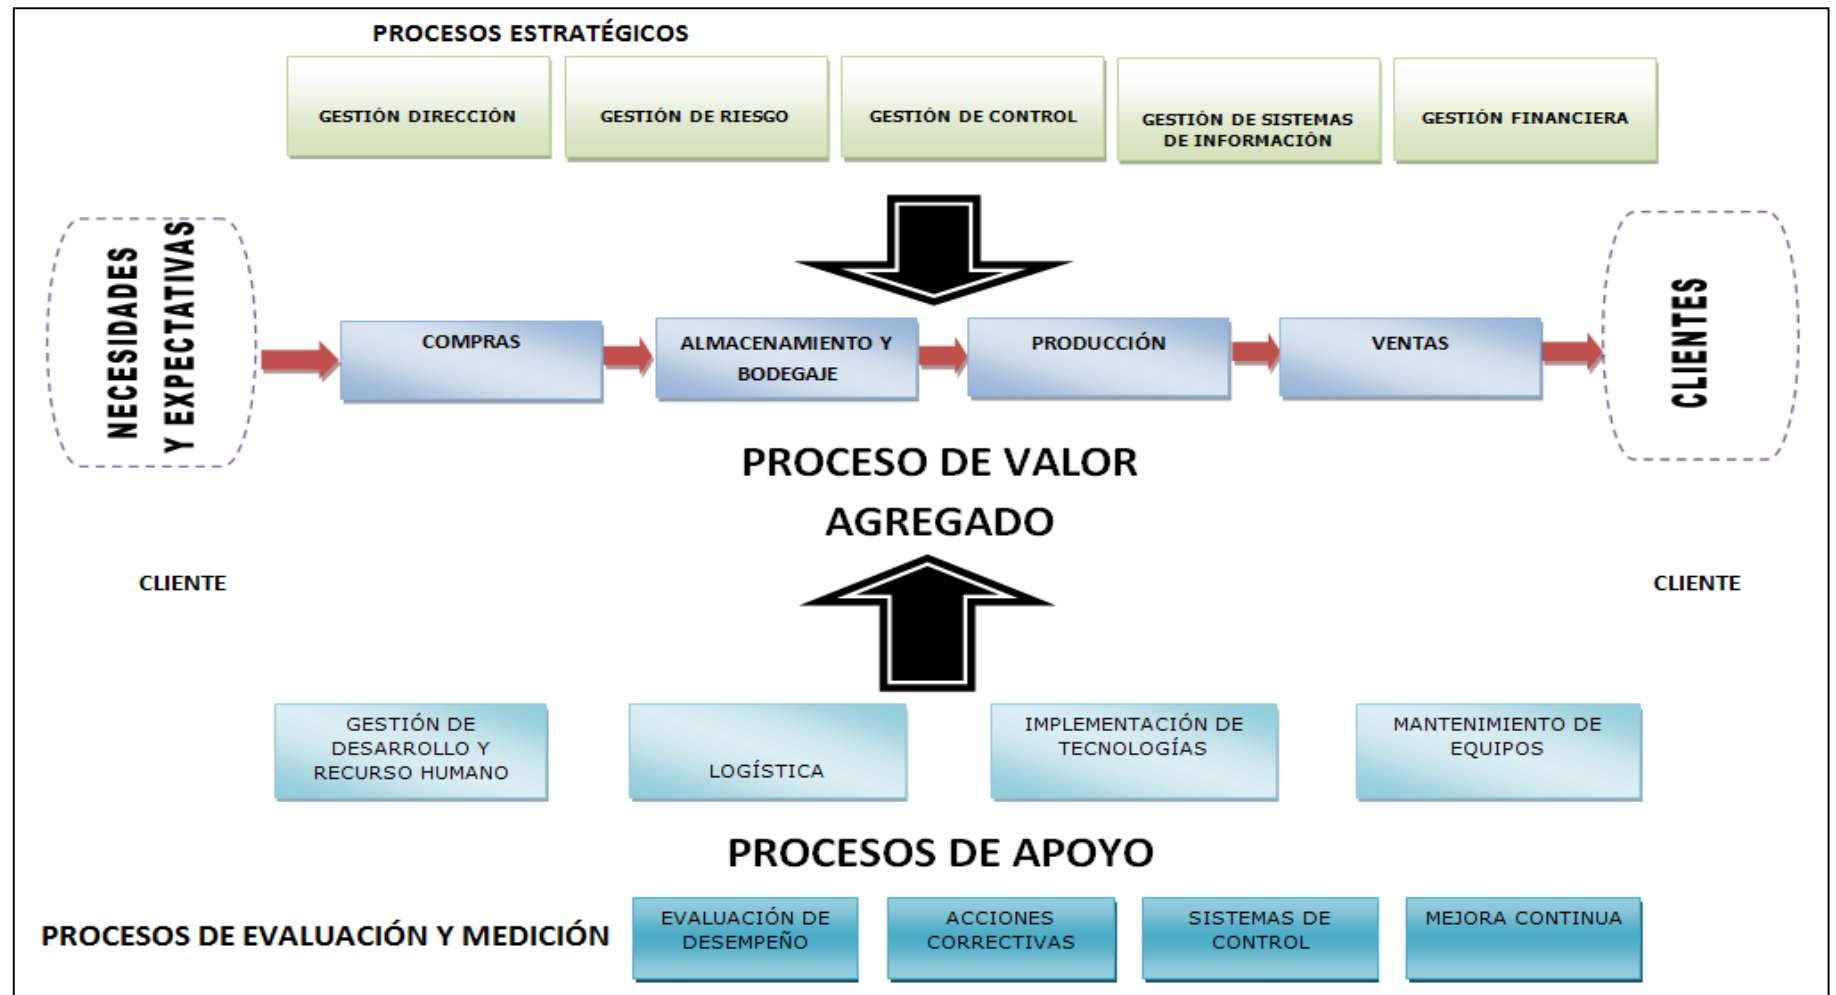 PROCESOS ESTRATÉGICOS
GESTIÓN DIRECCIÓN
GESTIÓN DE RIESGO
GESTIÓN DE CONTROL
GESTIÓN DE SISTEMAS
DE INFORMACIÓN
GESTIÓN FINANCIERA
NECESIDADES
Y EXPECTATIVAS
COMPRAS
ALMACENAMIENTO Y
BODEGAJE
PRODUCCIÓN
VENTAS
CLIENTES
PROCESO DE VALOR
AGREGADO
CLIENTE
CLIENTE
GESTIÓN DE
DESARROLLO Y
RECURSO HUMANO
LOGÍSTICA
IMPLEMENTACIÓN DE
TECNOLOGÍAS
MANTENIMIENTO DE
EQUIPOS
PROCESOS DE APOYO
PROCESOS DE EVALUACIÓN Y MEDICIÓN
EVALUACIÓN DE
DESEMPEÑO
ACCIONES
CORRECTIVAS
SISTEMAS DE
CONTROL
MEJORA CONTINUA